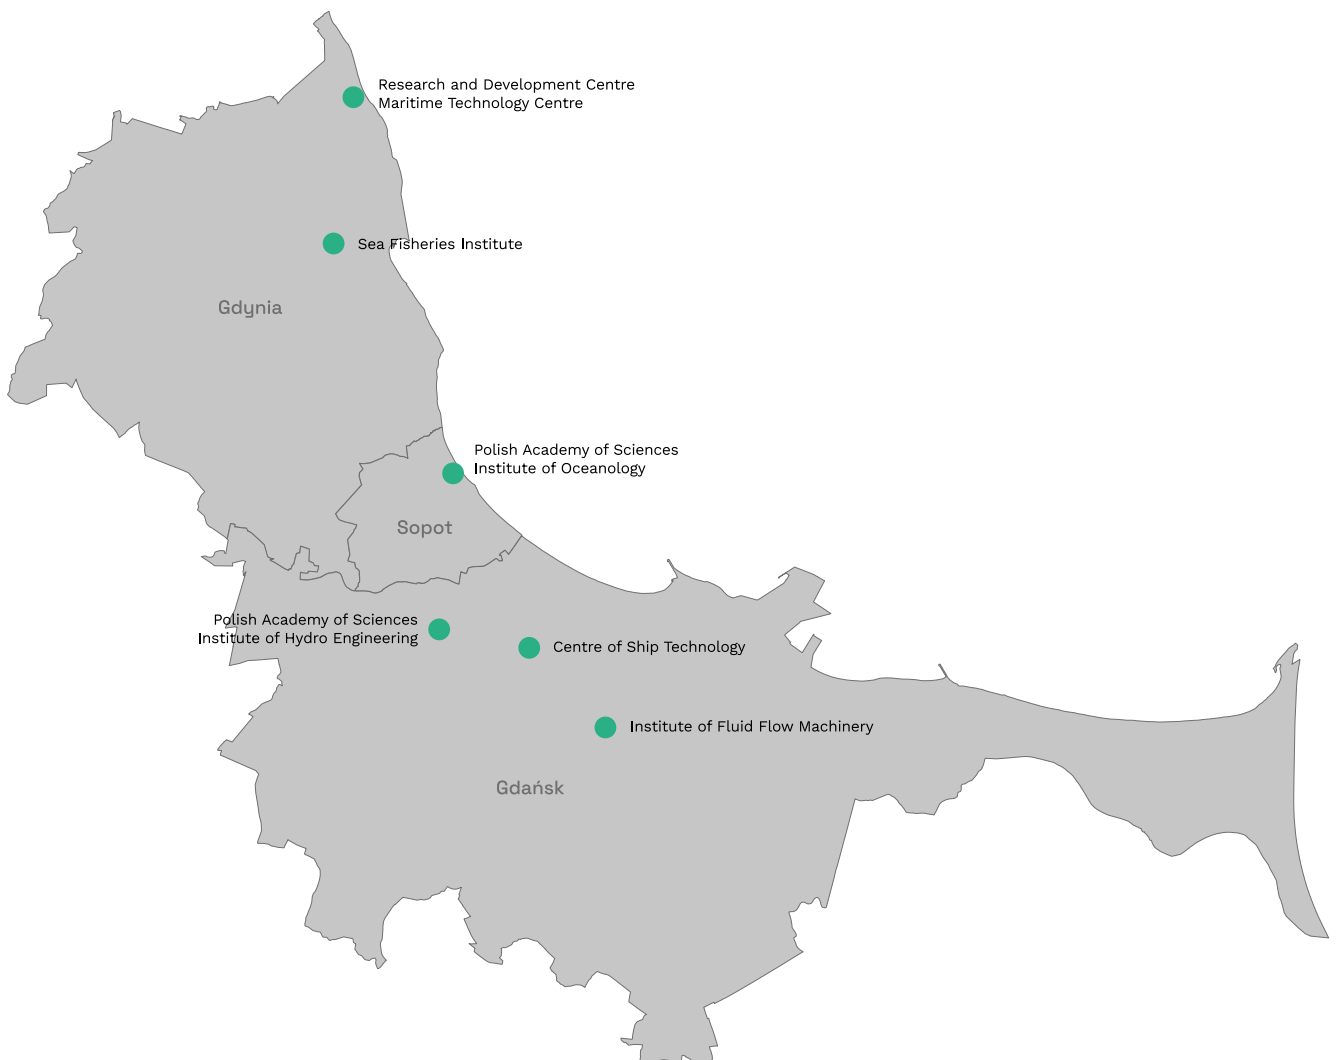 Research and Development Centre
Maritime Technology Centre
Sea Fisheries Institute
Gdynia
Polish Academy of Sciences
Institute of Oceanology
Sopot
Polish Academy of Sciences
Institute of Hydro Engineering
Centre of Ship Technology
Institute of Fluid Flow Machinery
Gdańsk